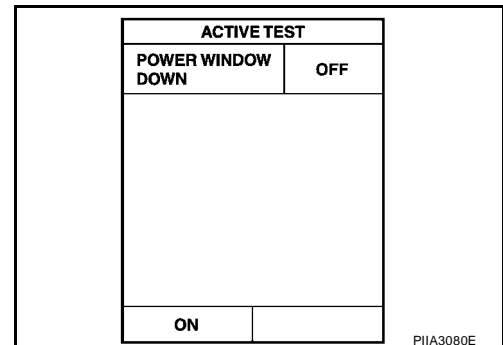 ACTIVE TEST
POWER WINDOW
DOWN
OFF
ON
PIIA3080E